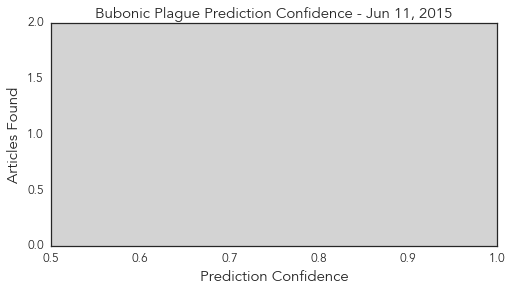 Bubonic Plague Prediction Confidence - Jun 11, 2015
2.0
1.5
1.0
0.5
0.0
Articles Found
0.5 0.6 0.7 0.8 0.9 1.0
Prediction Confidence